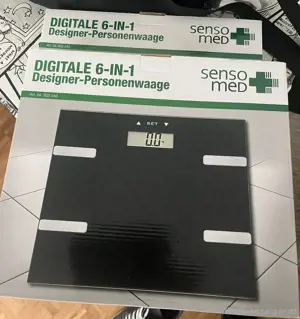 DIGITALE 6-IN-1
Designer-Personenwaage
senso
med
DIGITALE 6-IN-1
Designer-Personenwaage
senso
med
▲ SET ▼
0.0